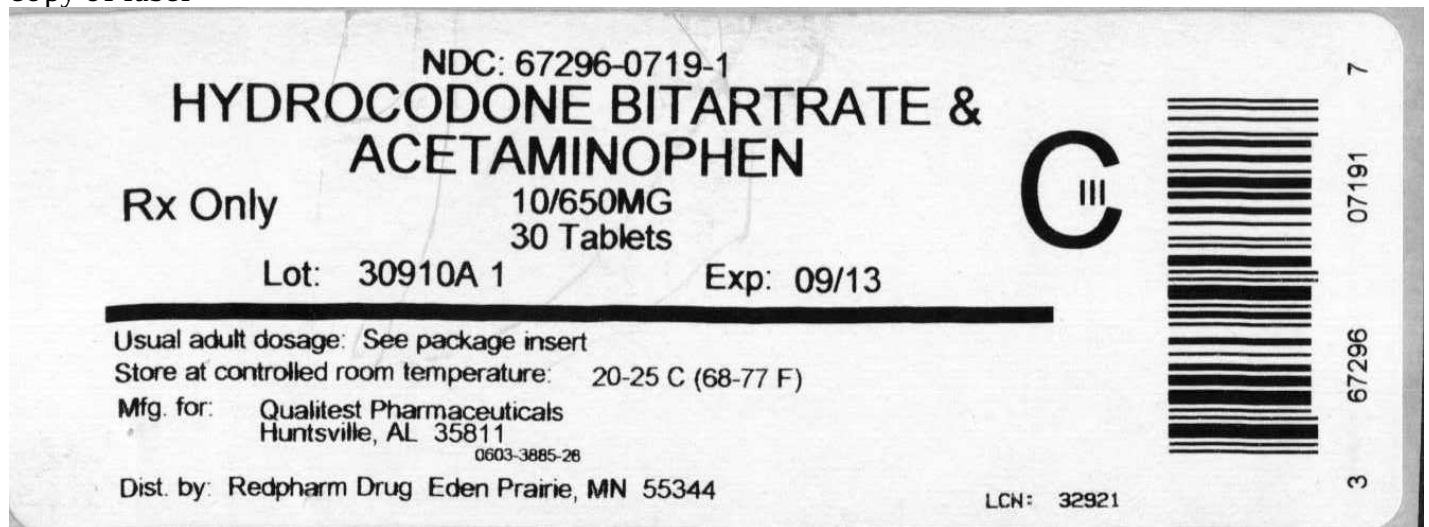 NDC: 67296-0719-1
HYDROCODONE BITARTRATE &
ACETAMINOPHEN
Rx Only
10/650MG
30 Tablets
C III
Lot: 30910A 1 Exp: 09/13
Usual adult dosage: See package insert
Store at controlled room temperature: 20-25 C (68-77 F)
Mfg. for: Qualitest Pharmaceuticals
Huntsville, AL 35811
0603-3885-28
Dist. by: Redpharm Drug Eden Prairie, MN 55344
LCN: 32921
3 67296 07191 7